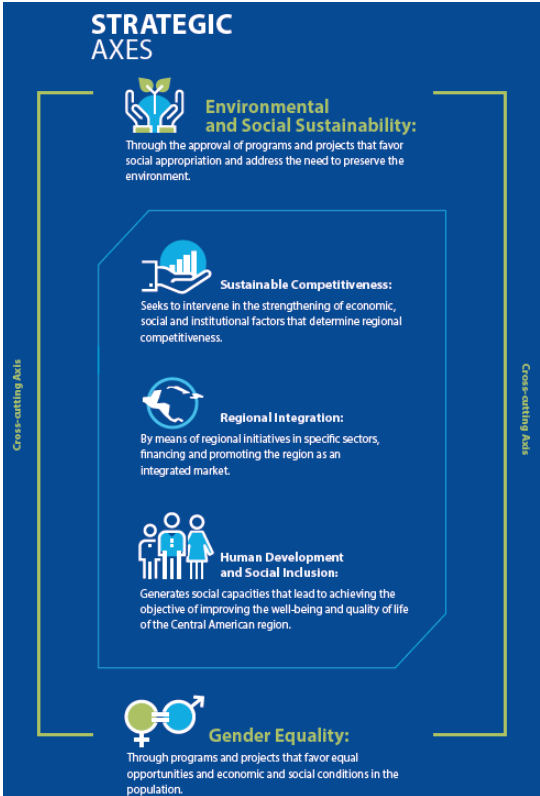 STRATEGIC
AXES
Environmental
and Social Sustainability:
Through the approval of programs and projects that favor
social appropriation and address the need to preserve the
environment.
Sustainable Competitiveness:
Seeks to intervene in the strengthening of economic,
social and institutional factors that determine regional
competitiveness.
Cross-cutting Axis
Cross-cutting Axis
Regional Integration:
By means of regional initiatives in specific sectors,
financing and promoting the region as an
integrated market.
Human Development
and Social Inclusion:
Generates social capacities that lead to achieving the
objective of improving the well-being and quality of life
of the Central American region.
Gender Equality:
Through programs and projects that favor equal
opportunities and economic and social conditions in the
population.